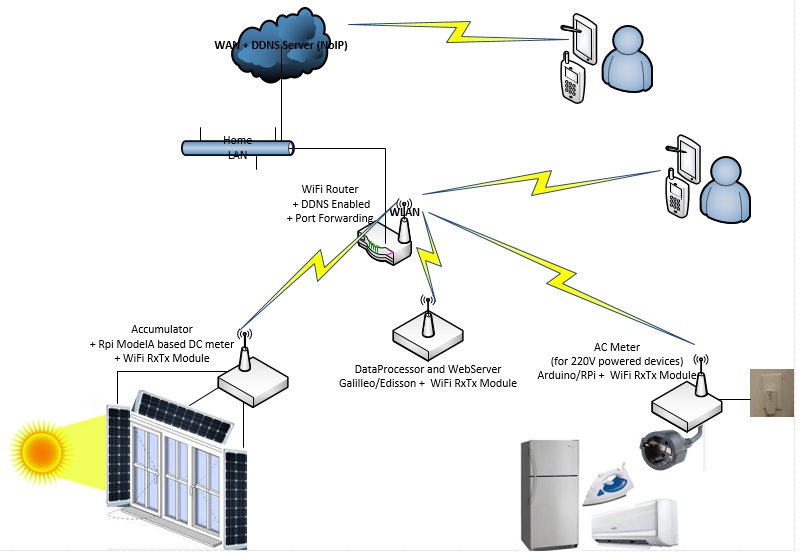 WAN + DDNS Server (NoIP)
Home
LAN
WiFi Router
+ DDNS Enabled
+ Port Forwarding
WLAN
Accumulator
+ Rpi ModelA based DC meter
+ WiFi RxTx Module
DataProcessor and WebServer
Galilleo/Edisson +  WiFi RxTx Module
AC Meter
(for 220V powered devices)
Arduino/RPi +  WiFi RxTx Module